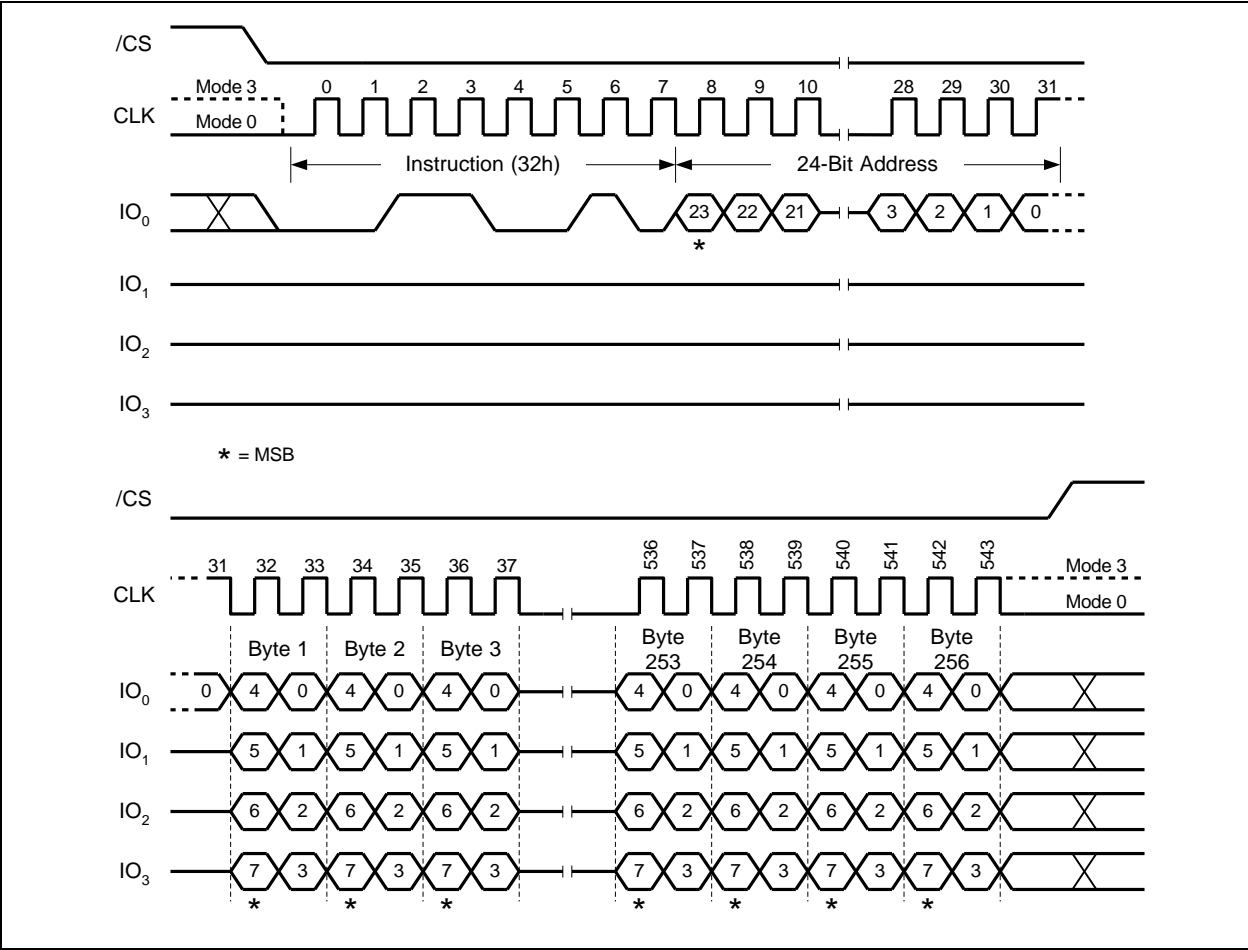 /CS
Mode 3 0 1 2 3 4 5 6 7 8 9 10 28 29 30 31
CLK
Mode 0
Instruction (32h) 24-Bit Address
IO0 23 22 21 3 2 1 0
*
IO1
IO2
IO3
* = MSB
/CS
31 32 33 34 35 36 37 536 537 538 539 540 541 542 543 Mode 3
CLK
Mode 0
Byte 1 Byte 2 Byte 3 Byte 253 Byte 254 Byte 255 Byte 256
IO0 0 4 0 4 0 4 0 4 0 4 0 4 0 4 0
IO1 5 1 5 1 5 1 5 1 5 1 5 1 5 1
IO2 6 2 6 2 6 2 6 2 6 2 6 2 6 2
IO3 7 3 7 3 7 3 7 3 7 3 7 3 7 3
* * * * * * *